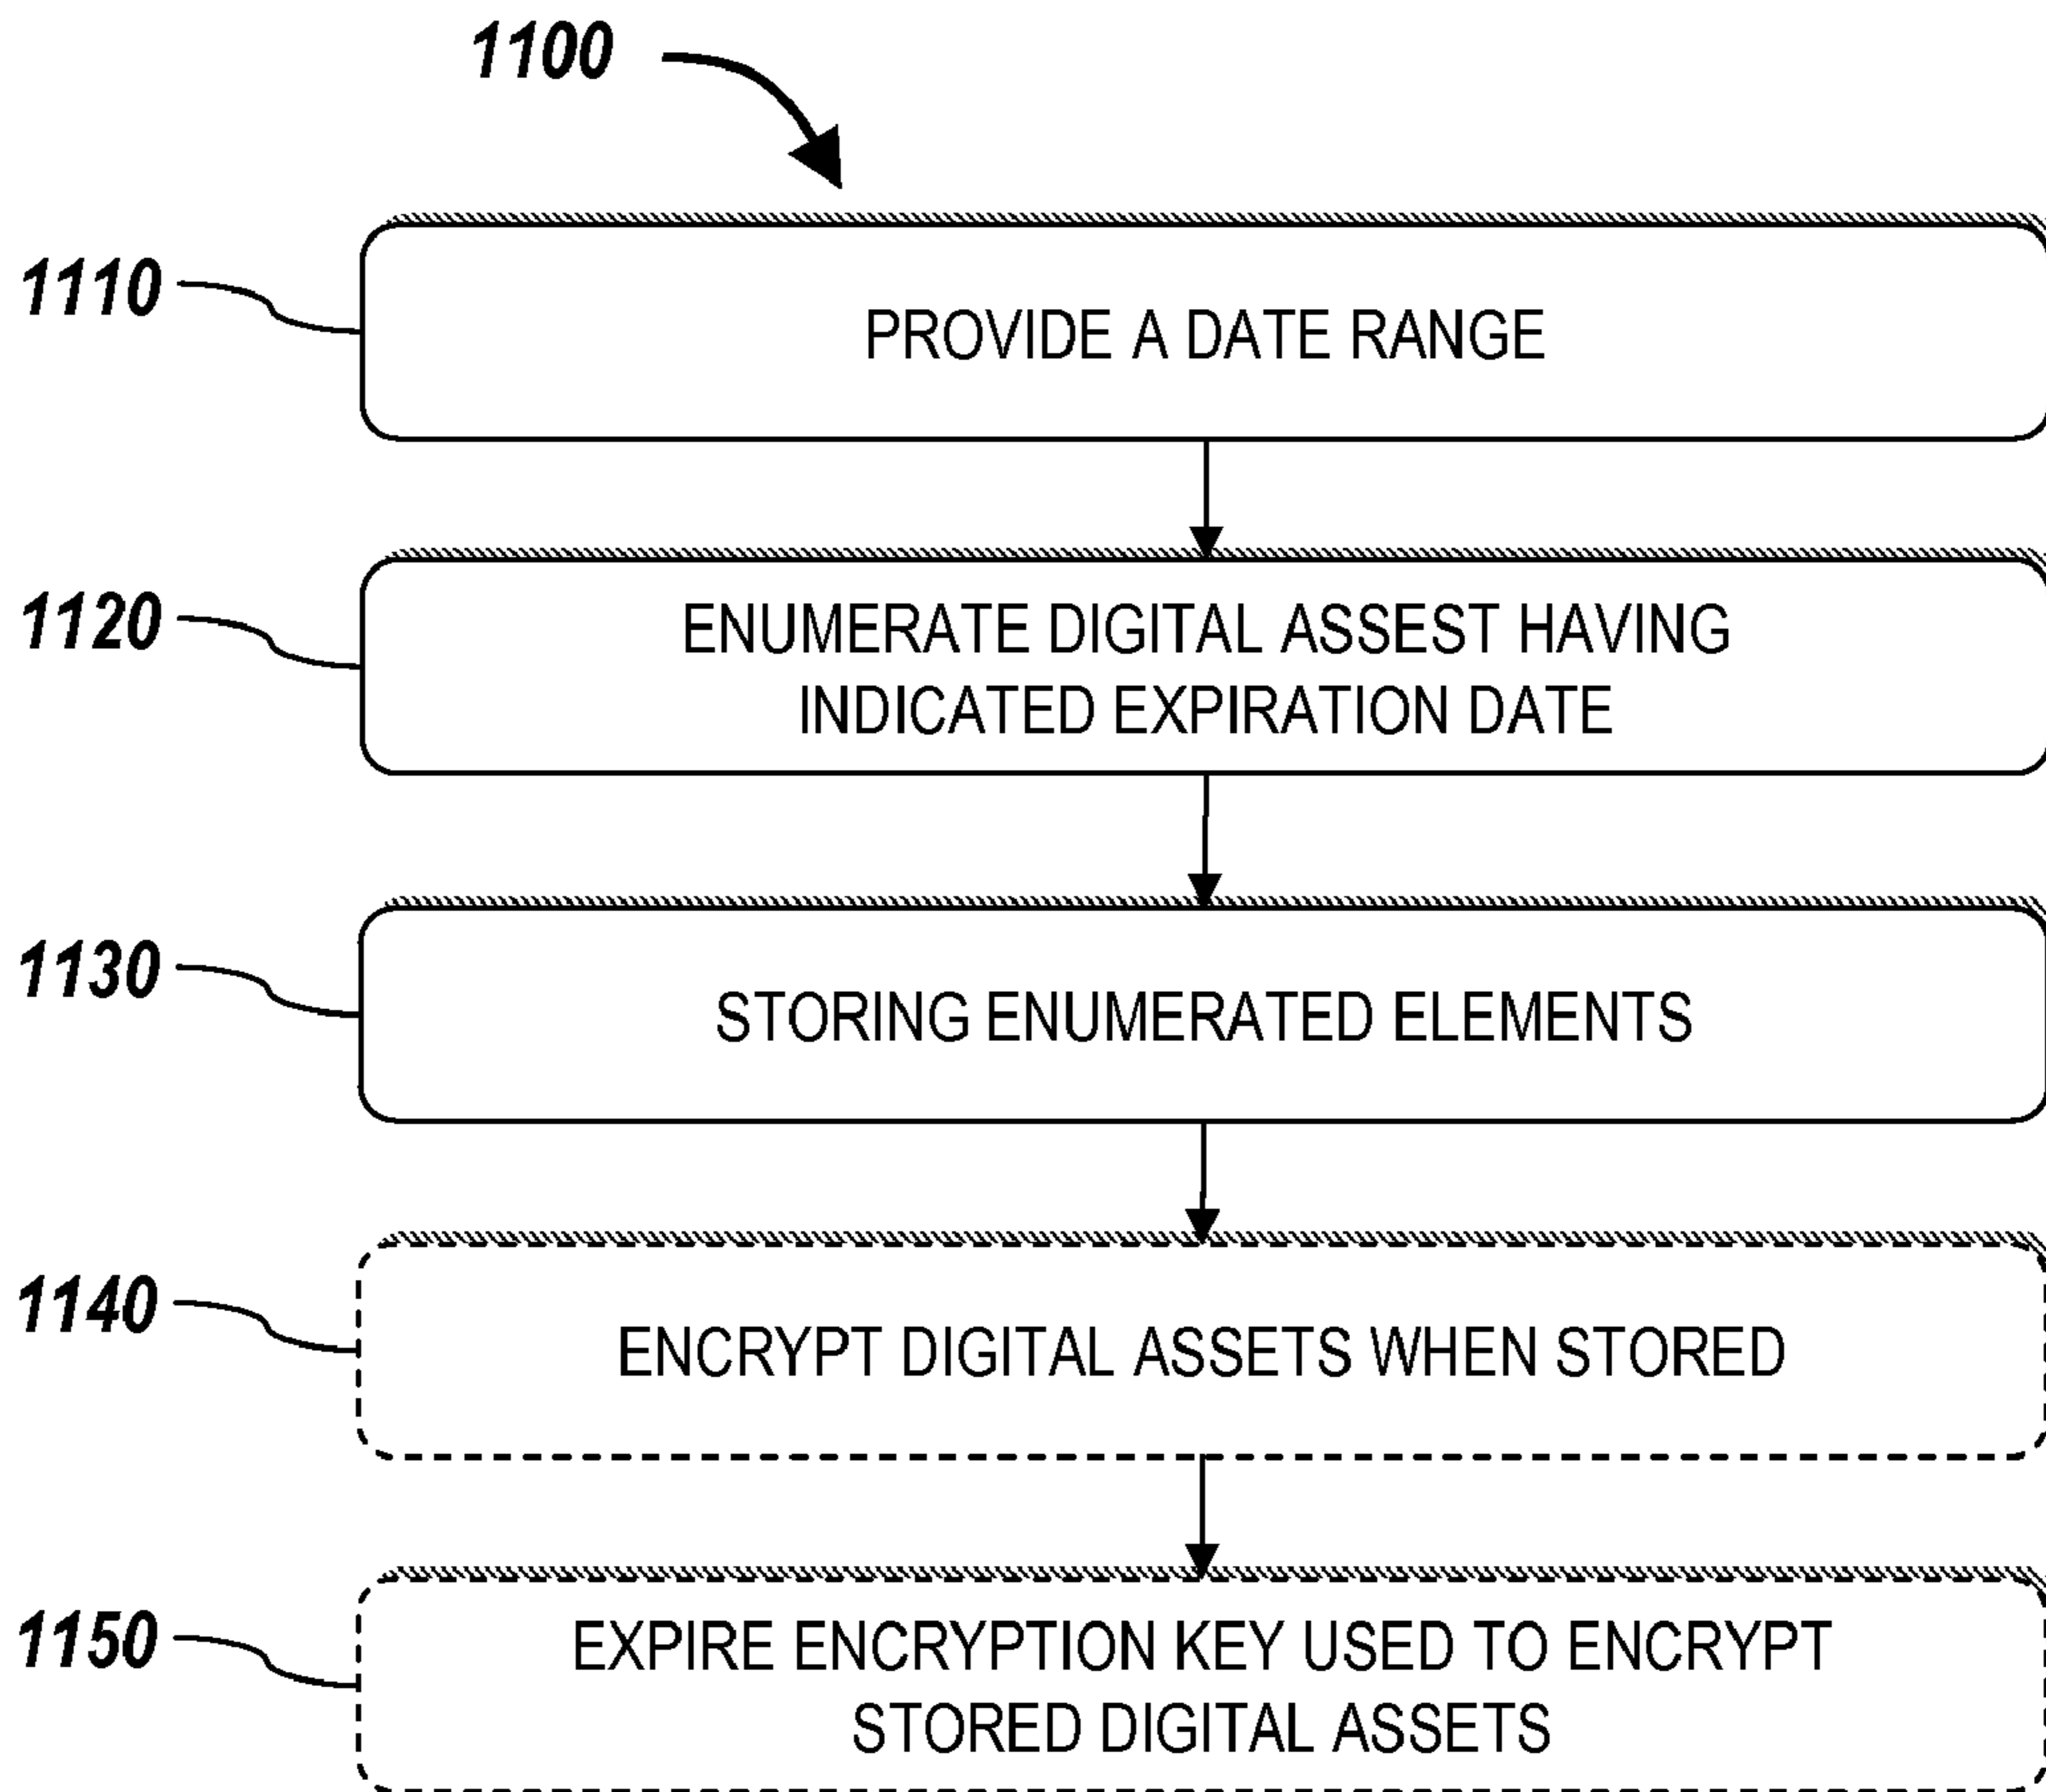 1100
1110
PROVIDE A DATE RANGE
1120
ENUMERATE DIGITAL ASSEST HAVING
INDICATED EXPIRATION DATE
1130
STORING ENUMERATED ELEMENTS
1140
ENCRYPT DIGITAL ASSETS WHEN STORED
1150
EXPIRE ENCRYPTION KEY USED TO ENCRYPT
STORED DIGITAL ASSETS